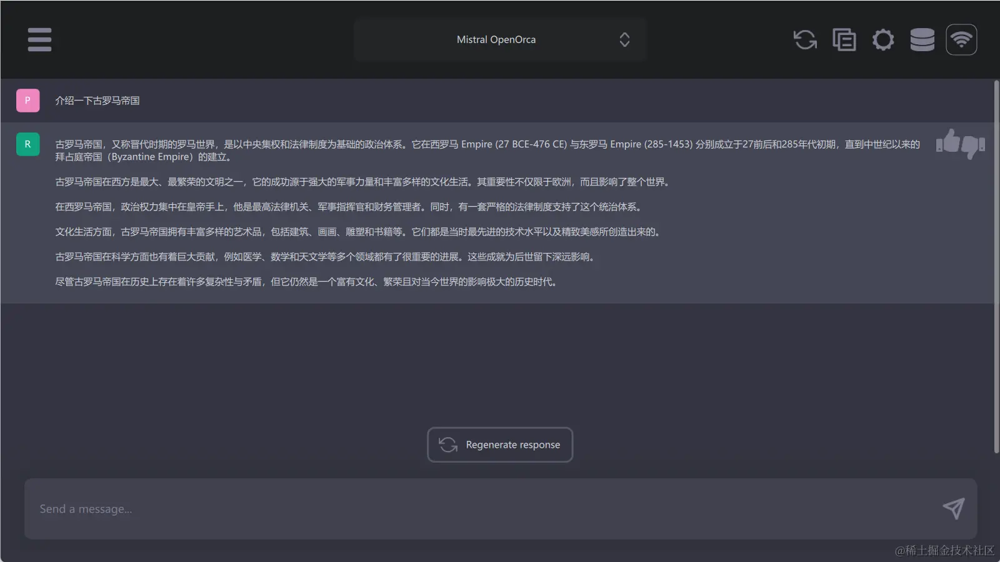 Mistral OpenOrca
P
介绍一下古罗马帝国
R
古罗马帝国，又称晋代时期的罗马世界，是以中央集权和法律制度为基础的政治体系。它在西罗马 Empire (27 BCE-476 CE) 与东罗马 Empire (285-1453) 分别成立于27前后和285年代初期，直到中世纪以来的
拜占庭帝国（Byzantine Empire）的建立。
古罗马帝国在西方是最大、最繁荣的文明之一，它的成功源于强大的军事力量和丰富多样的文化生活。其重要性不仅限于欧洲，而且影响了整个世界。
在西罗马帝国，政治权力集中在皇帝手上，他是最高法律机关、军事指挥官和财务管理者。同时，有一套严格的法律制度支持了这个统治体系。
文化生活方面，古罗马帝国拥有丰富多样的艺术品，包括建筑、画画、雕塑和书籍等。它们都是当时最先进的技术水平以及精致美感所创造出来的。
古罗马帝国在科学方面也有着巨大贡献，例如医学、数学和天文学等多个领域都有了很重要的进展。这些成就为后世留下深远影响。
尽管古罗马帝国在历史上存在着许多复杂性与矛盾，但它仍然是一个富有文化、繁荣且对当今世界的影响极大的历史时代。
Regenerate response
Send a message...
@稀土掘金技术社区